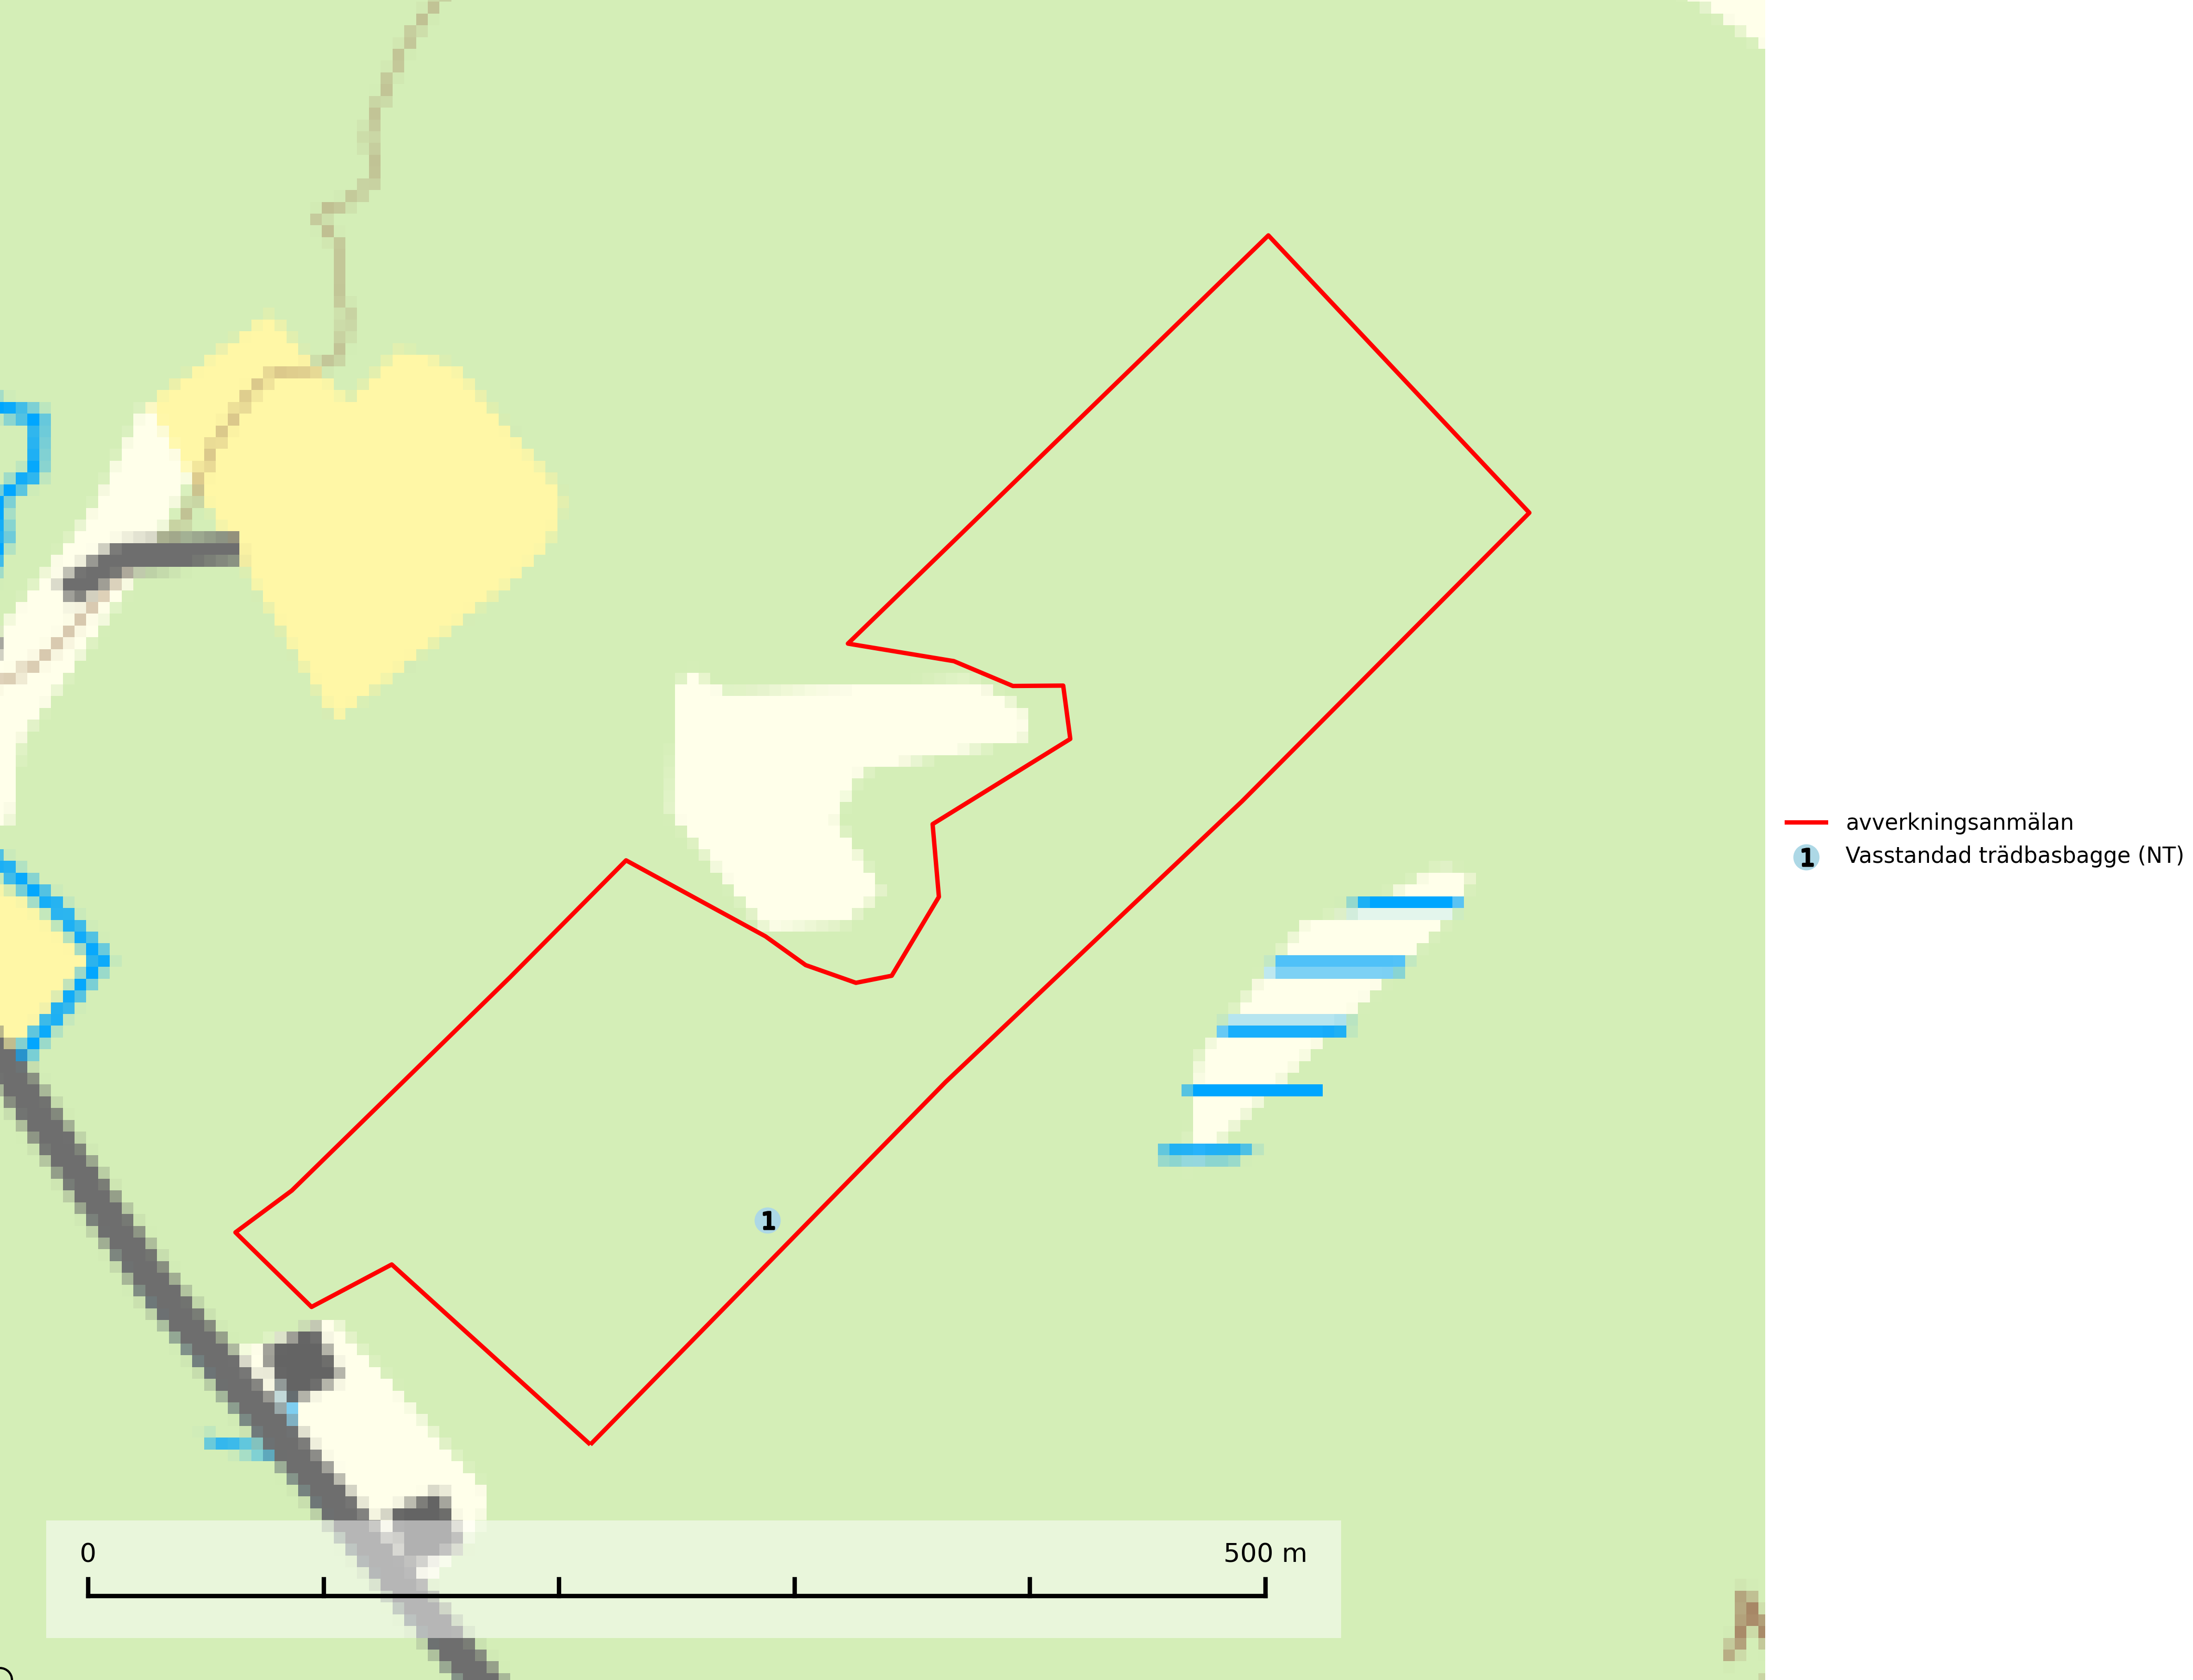 avverkningsanmälan
1 Vasstandad trädbasbagge (NT)
1
0 500 m